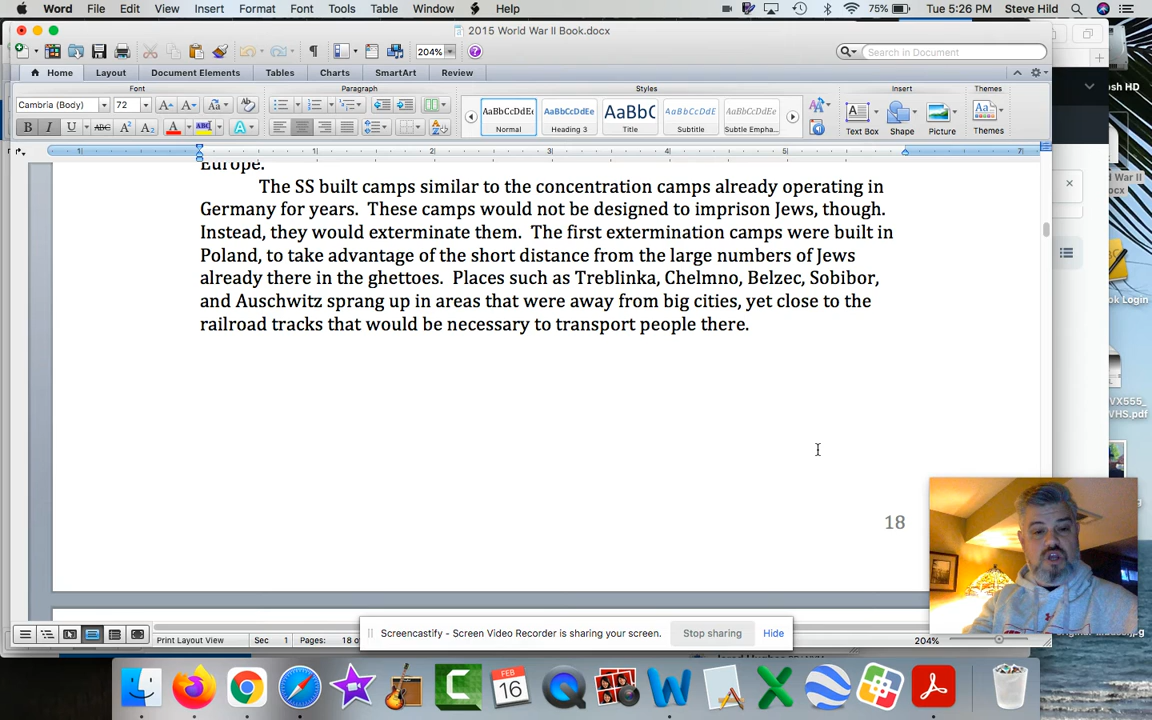 Word File Edit View Insert Format Font Tools Table Window Help 75% Tue 5:26 PM Steve Hild
2015 World War II Book.docx
204% Search in Document
Home Layout Document Elements Tables Charts SmartArt Review
Font Paragraph Styles Insert Themes
Cambria (Body) 72
AaBbCcDdEe AaBbCcDdEe AaBbC AaBbCcDdEe AaBbCcDdEe
Normal Heading 3 Title Subtitle Subtle Empha... Text Box Shape Picture Themes
Europe.
The SS built camps similar to the concentration camps already operating in
Germany for years. These camps would not be designed to imprison Jews, though.
Instead, they would exterminate them. The first extermination camps were built in
Poland, to take advantage of the short distance from the large numbers of Jews
already there in the ghettoes. Places such as Treblinka, Chelmno, Belzec, Sobibor,
and Auschwitz sprang up in areas that were away from big cities, yet close to the
railroad tracks that would be necessary to transport people there.
18
Print Layout View Sec 1 Pages: 18 o 204%
Screencastify - Screen Video Recorder is sharing your screen. Stop sharing Hide
FEB
16